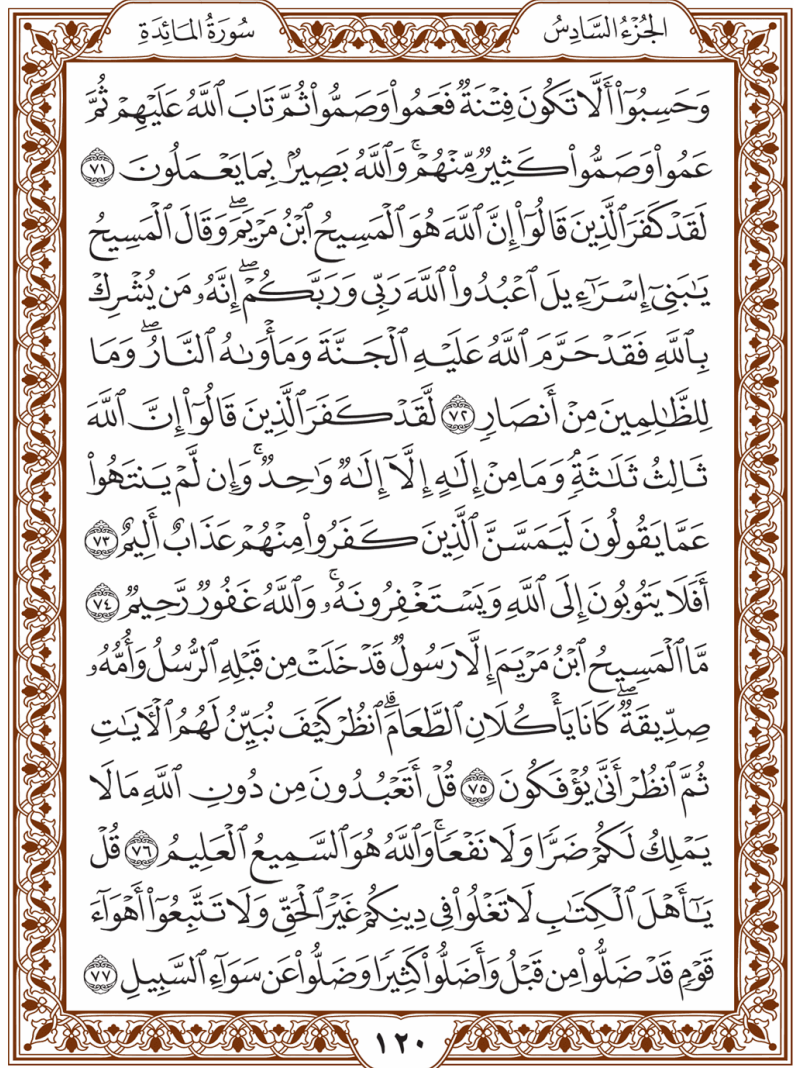 الجُزْءُ السَّادِسُ
سُورَةُ المَائِدَةِ
وَحَسِبُوٓاْ أَلَّا تَكُونَ فِتْنَةٌ فَعَمُواْ وَصَمُّواْ ثُمَّ تَابَ ٱللَّهُ عَلَيْهِمْ ثُمَّ
عَمُواْ وَصَمُّواْ كَثِيرٌ مِّنْهُمْۚ وَٱللَّهُ بَصِيرٌۢ بِمَا يَعْمَلُونَ ٧١
لَقَدْ كَفَرَ ٱلَّذِينَ قَالُوٓاْ إِنَّ ٱللَّهَ هُوَ ٱلْمَسِيحُ ٱبْنُ مَرْيَمَۖ وَقَالَ ٱلْمَسِيحُ
يَٰبَنِيٓ إِسْرَٰٓءِيلَ ٱعْبُدُواْ ٱللَّهَ رَبِّي وَرَبَّكُمْۖ إِنَّهُۥ مَن يُشْرِكْ
بِٱللَّهِ فَقَدْ حَرَّمَ ٱللَّهُ عَلَيْهِ ٱلْجَنَّةَ وَمَأْوَىٰهُ ٱلنَّارُۖ وَمَا
لِلظَّٰلِمِينَ مِنْ أَنصَارٍ ٧٢ لَّقَدْ كَفَرَ ٱلَّذِينَ قَالُوٓاْ إِنَّ ٱللَّهَ
ثَالِثُ ثَلَٰثَةٍۘ وَمَا مِنْ إِلَٰهٍ إِلَّآ إِلَٰهٌ وَٰحِدٌۚ وَإِن لَّمْ يَنتَهُواْ
عَمَّا يَقُولُونَ لَيَمَسَّنَّ ٱلَّذِينَ كَفَرُواْ مِنْهُمْ عَذَابٌ أَلِيمٌ ٧٣
أَفَلَا يَتُوبُونَ إِلَى ٱللَّهِ وَيَسْتَغْفِرُونَهُۥۚ وَٱللَّهُ غَفُورٌ رَّحِيمٌ ٧٤
مَّا ٱلْمَسِيحُ ٱبْنُ مَرْيَمَ إِلَّا رَسُولٌ قَدْ خَلَتْ مِن قَبْلِهِ ٱلرُّسُلُ وَأُمُّهُۥ
صِدِّيقَةٌۖ كَانَا يَأْكُلَانِ ٱلطَّعَامَۗ ٱنظُرْ كَيْفَ نُبَيِّنُ لَهُمُ ٱلْأٓيَٰتِ
ثُمَّ ٱنظُرْ أَنَّىٰ يُؤْفَكُونَ ٧٥ قُلْ أَتَعْبُدُونَ مِن دُونِ ٱللَّهِ مَا لَا
يَمْلِكُ لَكُمْ ضَرًّا وَلَا نَفْعًاۚ وَٱللَّهُ هُوَ ٱلسَّمِيعُ ٱلْعَلِيمُ ٧٦ قُلْ
يَٰٓأَهْلَ ٱلْكِتَٰبِ لَا تَغْلُواْ فِي دِينِكُمْ غَيْرَ ٱلْحَقِّ وَلَا تَتَّبِعُوٓاْ أَهْوَآءَ
قَوْمٍ قَدْ ضَلُّواْ مِن قَبْلُ وَأَضَلُّواْ كَثِيرًا وَضَلُّواْ عَن سَوَآءِ ٱلسَّبِيلِ ٧٧
١٢٠